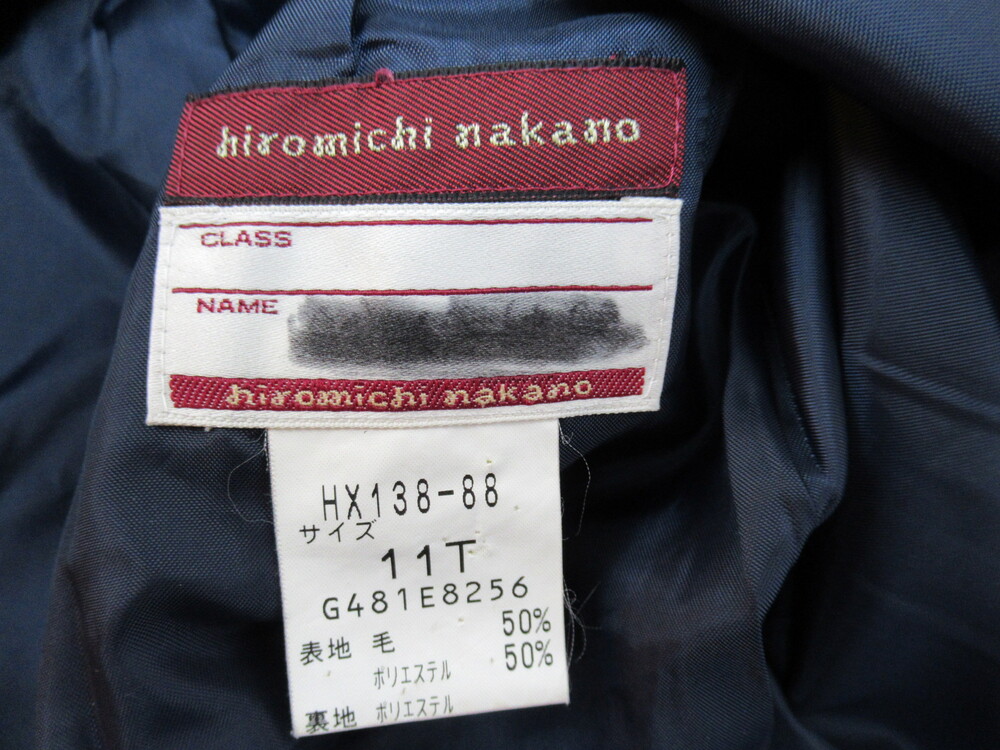 hiromichi nakano
CLASS
NAME
hiromichi nakano
HX138-88
サイズ
11T
G481E8256
表地 毛 50%
ポリエステル 50%
裏地 ポリエステル